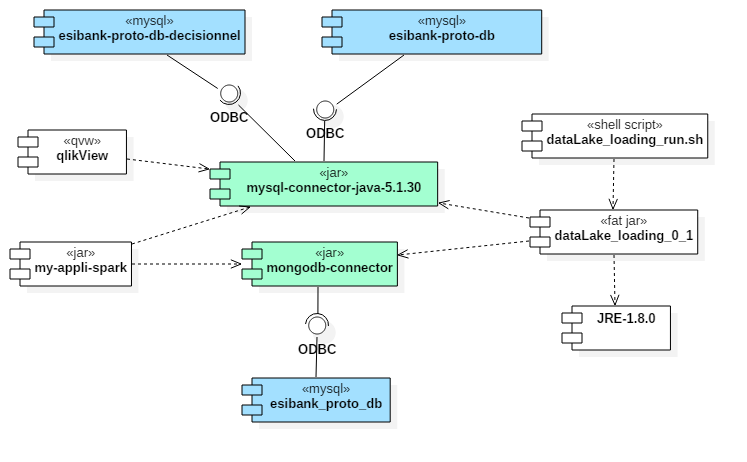 «mysql»
esibank-proto-db-decisionnel
«mysql»
esibank-proto-db
ODBC
ODBC
«qvw»
qlikView
«shell script»
dataLake_loading_run.sh
«jar»
mysql-connector-java-5.1.30
«fat jar»
dataLake_loading_0_1
«jar»
my-appli-spark
«jar»
mongodb-connector
JRE-1.8.0
ODBC
«mysql»
esibank_proto_db